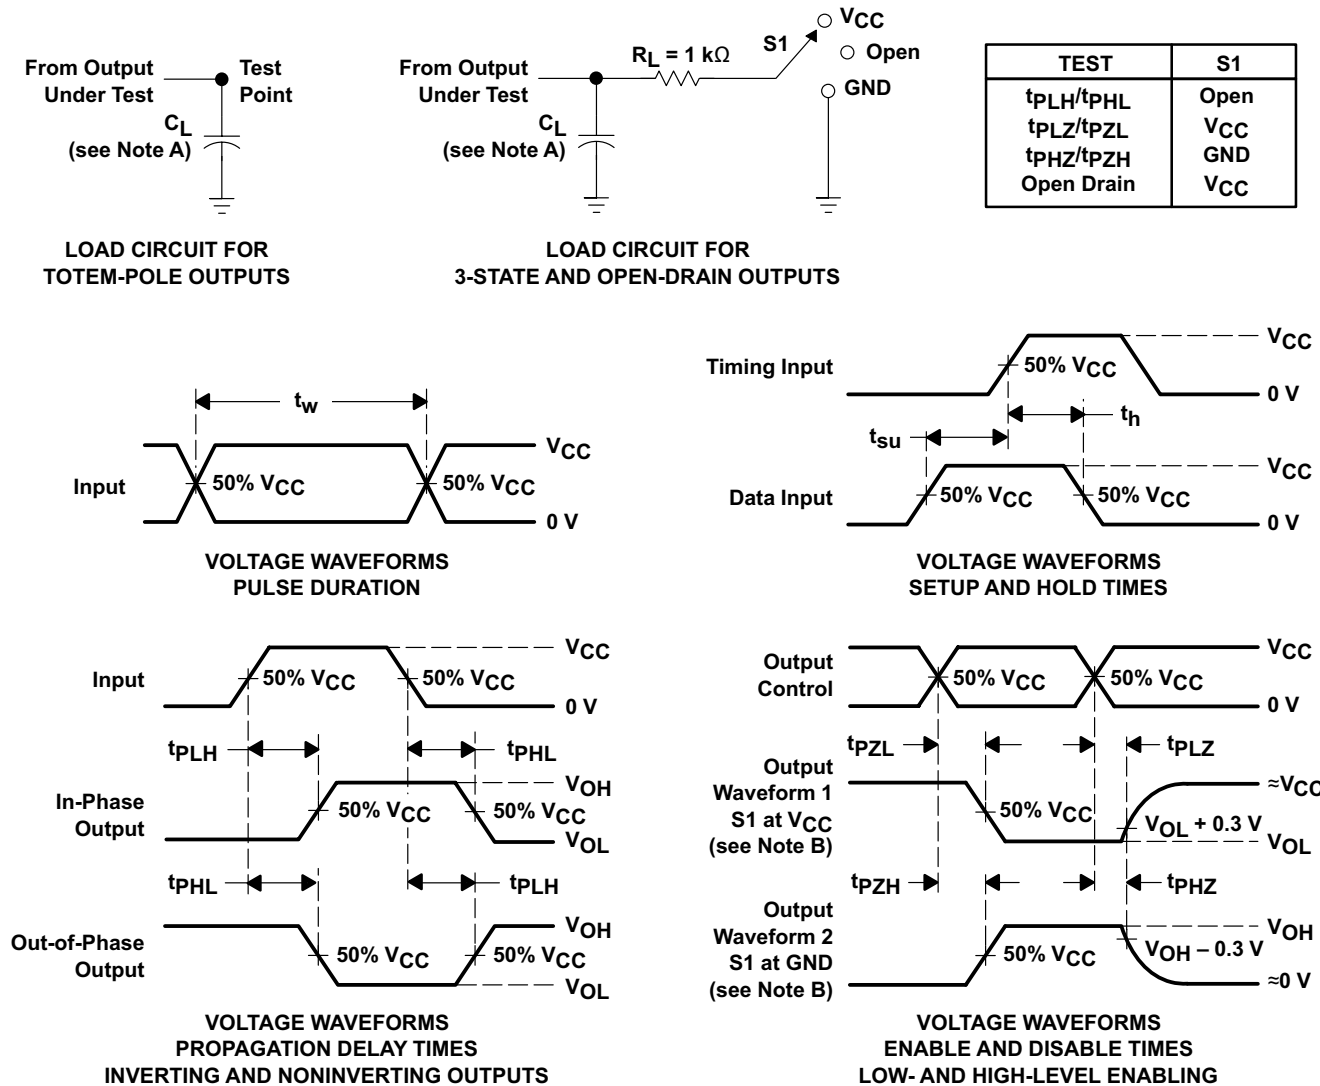 From Output
Under Test
Test
Point
CL
(see Note A)
LOAD CIRCUIT FOR
TOTEM-POLE OUTPUTS
From Output
Under Test
RL = 1 kΩ
S1
VCC
Open
GND
CL
(see Note A)
LOAD CIRCUIT FOR
3-STATE AND OPEN-DRAIN OUTPUTS
TEST S1
tPLH/tPHL Open
tPLZ/tPZL VCC
tPHZ/tPZH GND
Open Drain VCC
tw
Input
50% VCC
50% VCC
VCC
0 V
VOLTAGE WAVEFORMS
PULSE DURATION
Timing Input
50% VCC
VCC
0 V
tsu
th
Data Input
50% VCC
50% VCC
VCC
0 V
VOLTAGE WAVEFORMS
SETUP AND HOLD TIMES
Input
50% VCC
50% VCC
VCC
0 V
tPLH
tPHL
In-Phase
Output
50% VCC
50% VCC
VOH
VOL
tPHL
tPLH
Out-of-Phase
Output
50% VCC
50% VCC
VOH
VOL
VOLTAGE WAVEFORMS
PROPAGATION DELAY TIMES
INVERTING AND NONINVERTING OUTPUTS
Output
Control
50% VCC
50% VCC
VCC
0 V
tPZL
tPLZ
Output
Waveform 1
S1 at VCC
(see Note B)
50% VCC
VOL + 0.3 V
≈VCC
VOL
tPZH
tPHZ
Output
Waveform 2
S1 at GND
(see Note B)
50% VCC
VOH − 0.3 V
VOH
≈0 V
VOLTAGE WAVEFORMS
ENABLE AND DISABLE TIMES
LOW- AND HIGH-LEVEL ENABLING